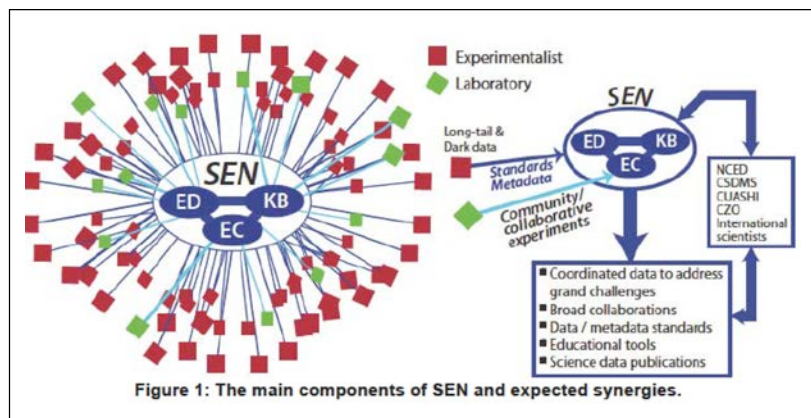 Experimentalist
Laboratory
SEN
ED
KB
EC
SEN
ED
KB
EC
Long-tail &
Dark data
Standards
Metadata
Community/
collaborative
experiments
NCED
CSDMS
CUASHI
CZO
International
scientists
Coordinated data to address
grand challenges
Broad collaborations
Data / metadata standards
Educational tools
Science data publications
Figure 1: The main components of SEN and expected synergies.